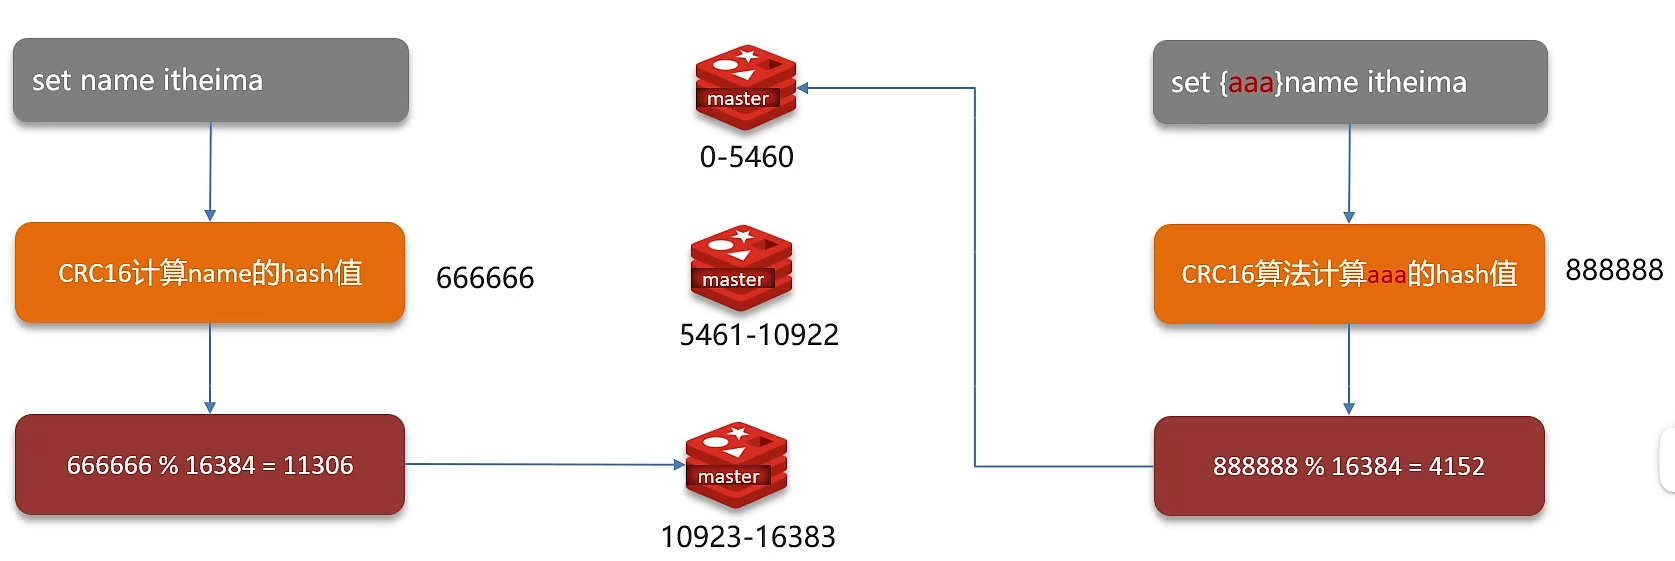 set name itheima
CRC16计算name的hash值
666666
666666 % 16384 = 11306
master
0-5460
master
5461-10922
master
10923-16383
set {aaa}name itheima
CRC16算法计算aaa的hash值
888888
888888 % 16384 = 4152